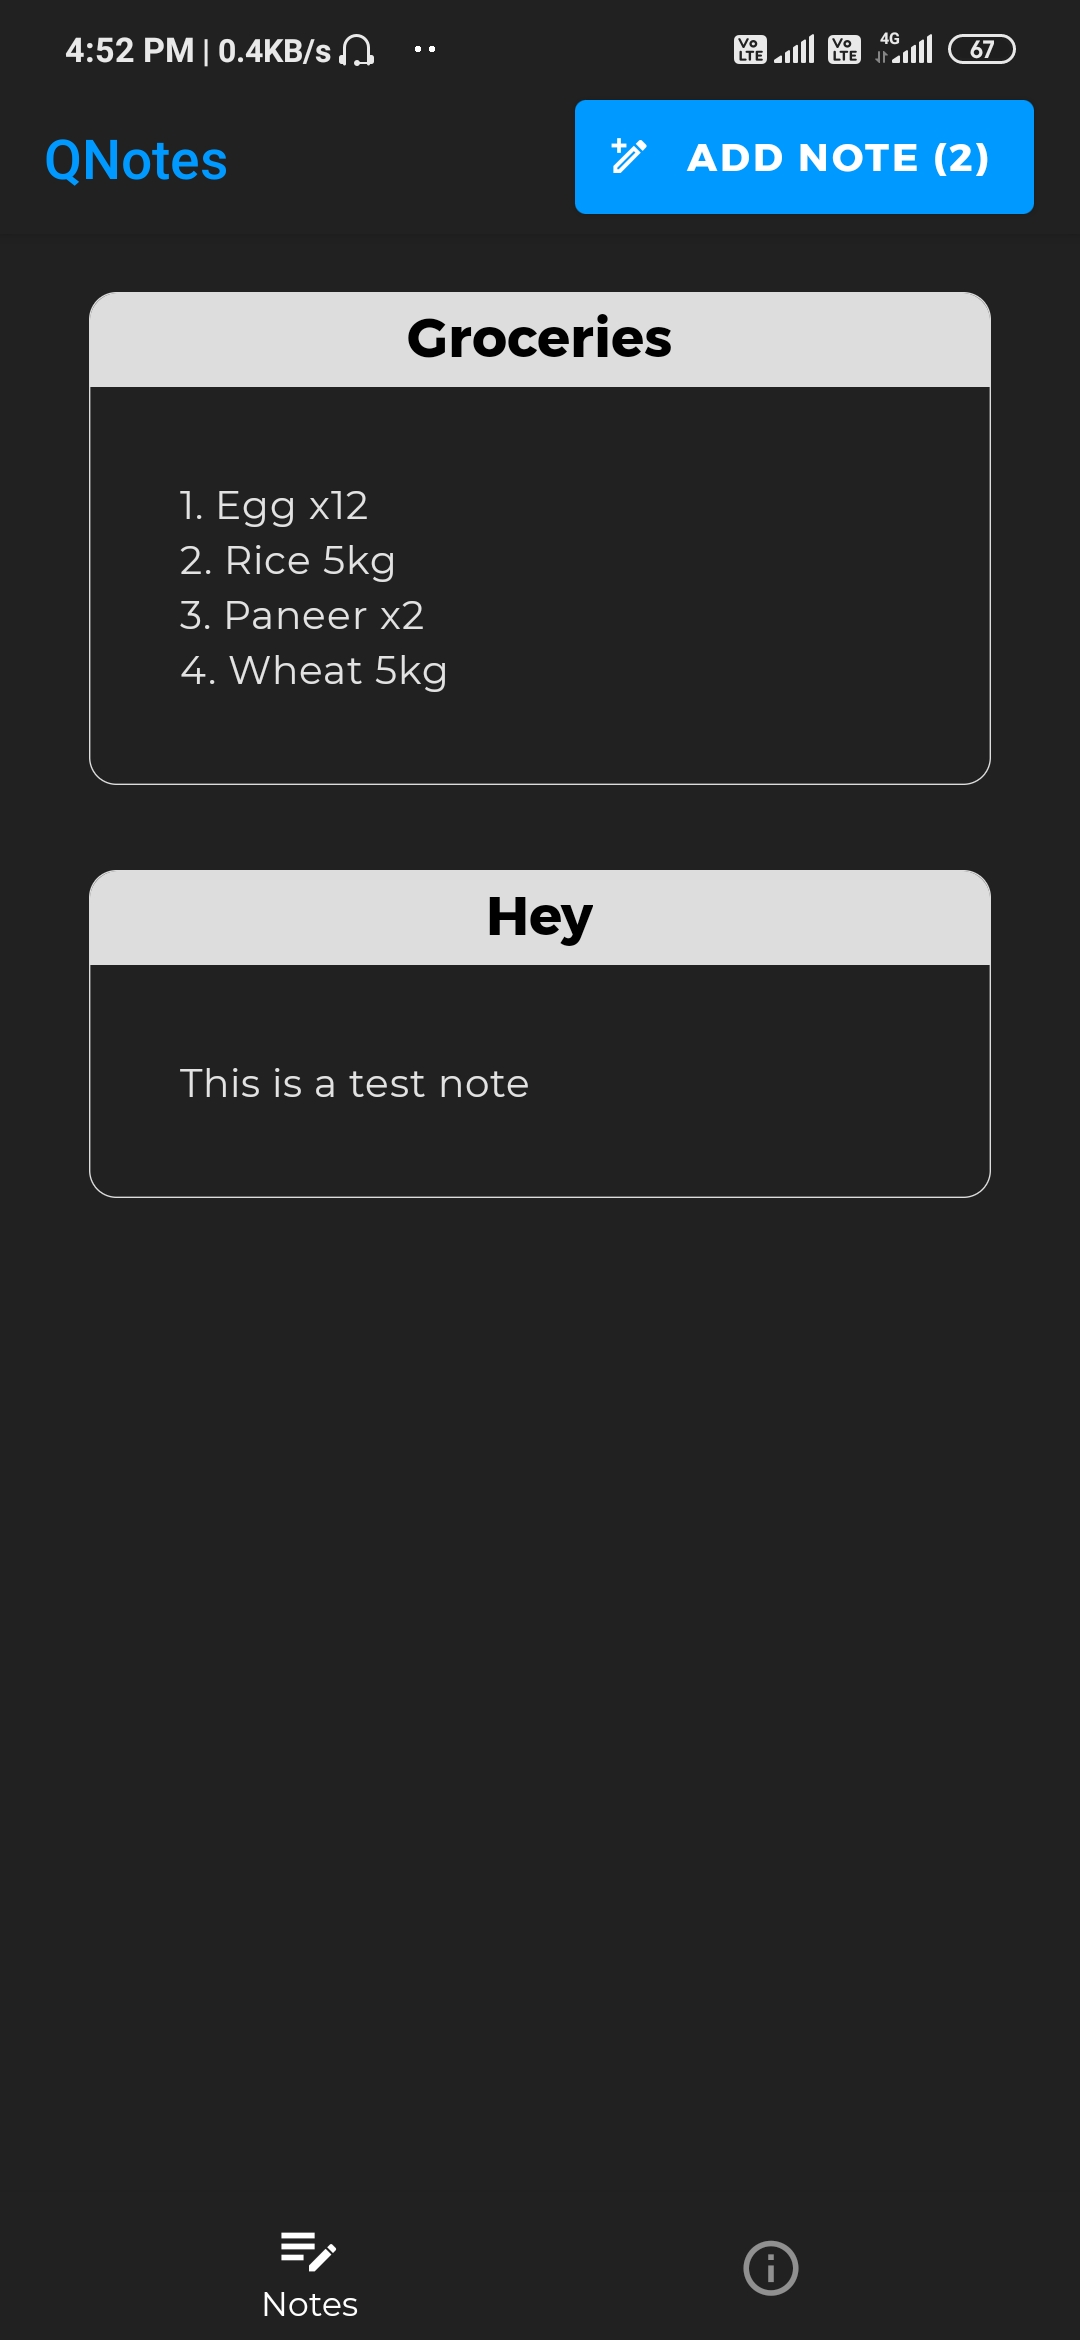 4:52 PM | 0.4KB/s
Vo LTE Vo LTE 4G 67
QNotes
ADD NOTE (2)
Groceries
1. Egg x12
2. Rice 5kg
3. Paneer x2
4. Wheat 5kg
Hey
This is a test note
Notes